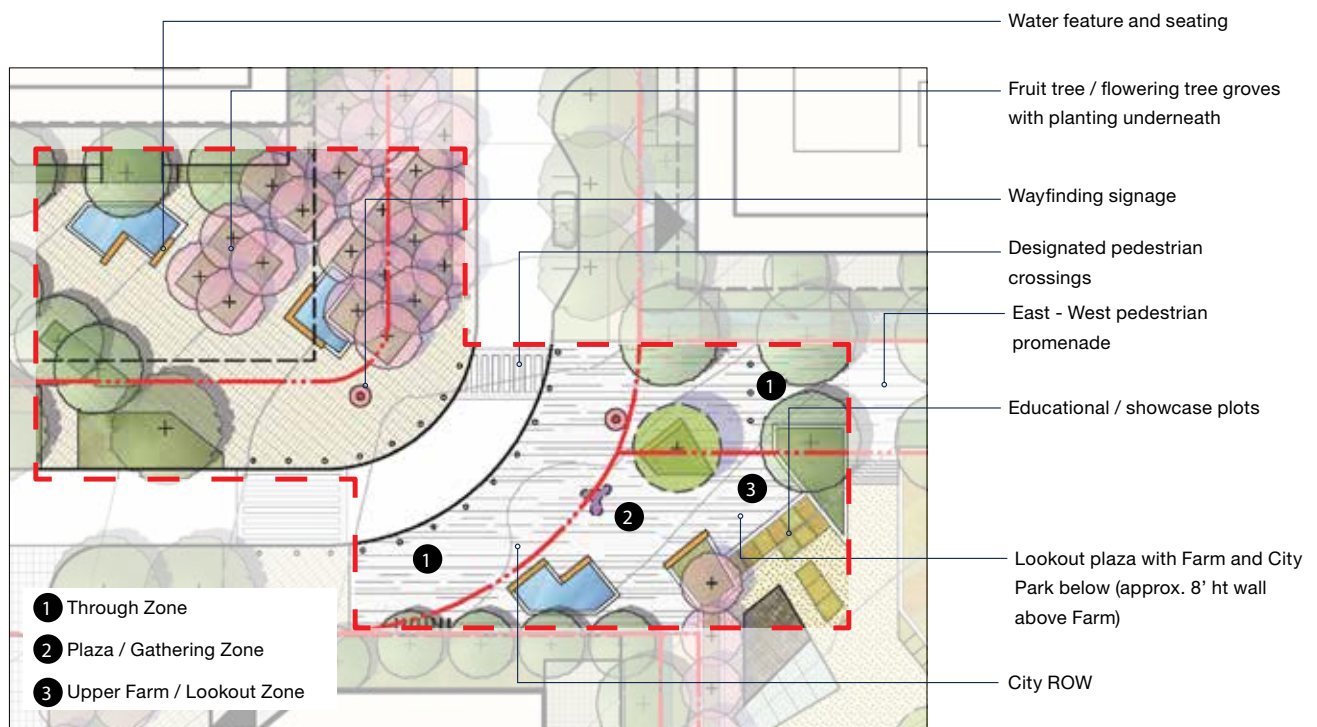 Water feature and seating
Fruit tree / flowering tree groves
with planting underneath
Wayfinding signage
Designated pedestrian
crossings
East - West pedestrian
promenade
Educational / showcase plots
Lookout plaza with Farm and City
Park below (approx. 8' ht wall
above Farm)
City ROW
1
3
2
1
1 Through Zone
2 Plaza / Gathering Zone
3 Upper Farm / Lookout Zone